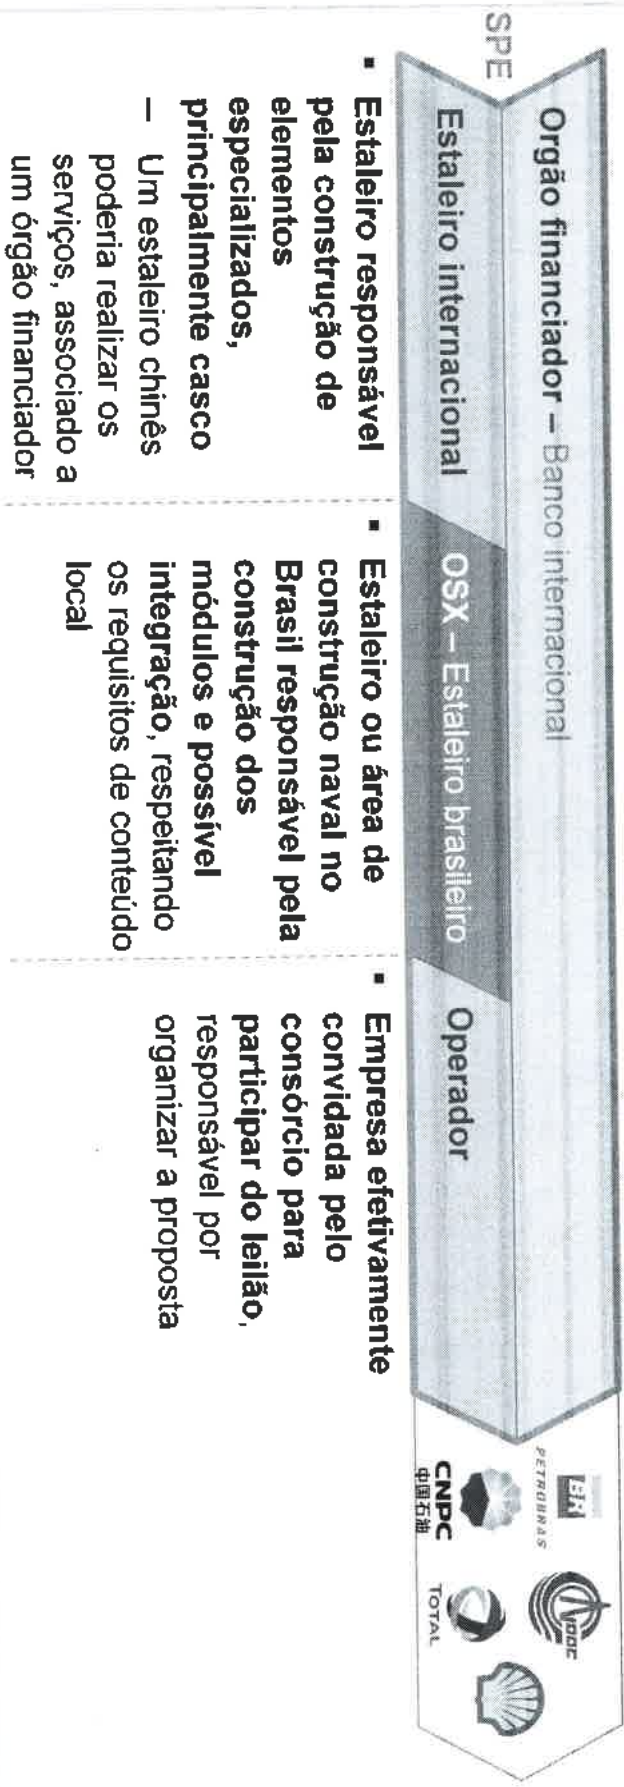 SPE
Orgão financiador – Banco internacional
Estaleiro internacional
OSX – Estaleiro brasileiro
Operador
PETROBRAS
BR
CNOOC
CNPC
中国石油
TOTAL
▪ Estaleiro responsável
pela construção de
elementos
especializados,
principalmente casco
– Um estaleiro chinês
poderia realizar os
serviços, associado a
um órgão financiador
▪ Estaleiro ou área de
construção naval no
Brasil responsável pela
construção dos
módulos e possível
integração, respeitando
os requisitos de conteúdo
local
▪ Empresa efetivamente
convidada pelo
consórcio para
participar do leilão,
responsável por
organizar a proposta